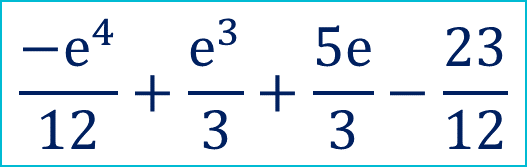 −e⁴/12 + e³/3 + 5e/3 − 23/12